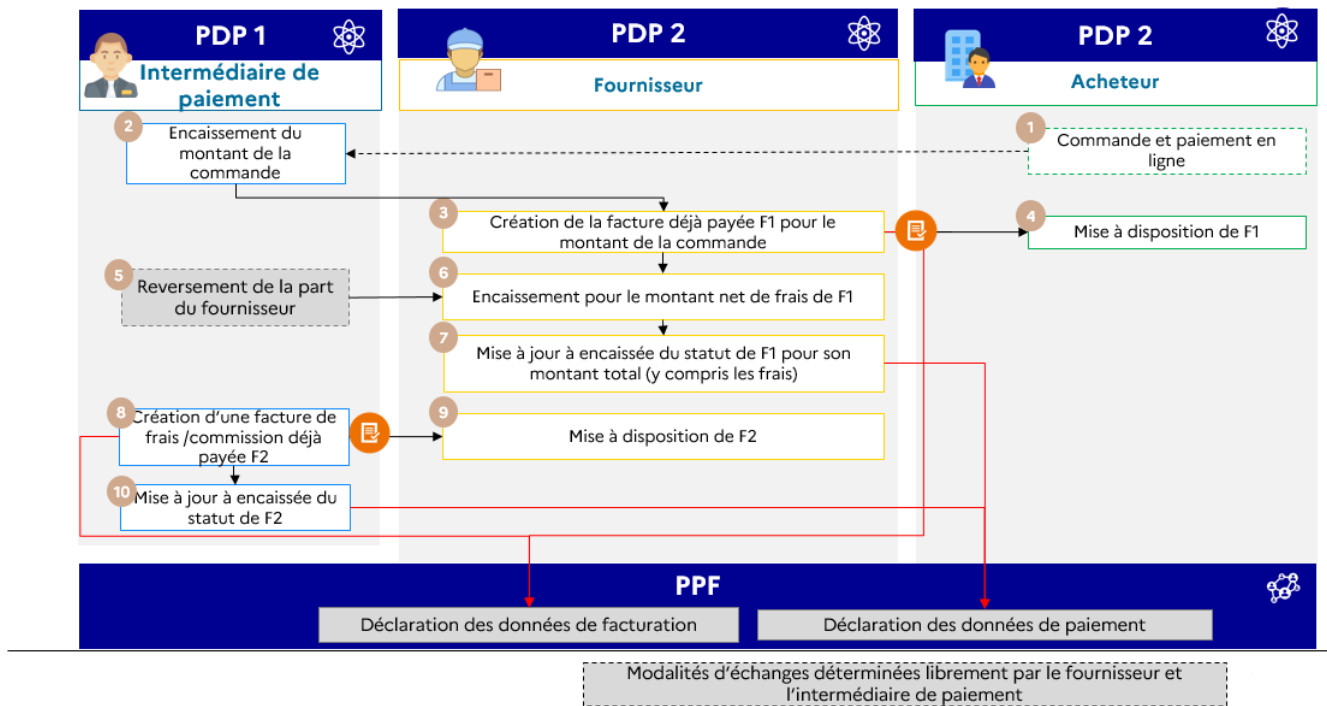 PDP 1
PDP 2
PDP 2
Intermédiaire de
paiement
Fournisseur
Acheteur
2
Encaissement du
montant de la
commande
1
Commande et paiement en
ligne
3
Création de la facture déjà payée F1 pour le
montant de la commande
4
Mise à disposition de F1
5
Reversement de la part
du fournisseur
6
Encaissement pour le montant net de frais de F1
7
Mise à jour à encaissée du statut de F1 pour son
montant total (y compris les frais)
8
Création d'une facture de
frais /commission déjà
payée F2
9
Mise à disposition de F2
10
Mise à jour à encaissée du
statut de F2
PPF
Déclaration des données de facturation
Déclaration des données de paiement
Modalités d'échanges déterminées librement par le fournisseur et
l'intermédiaire de paiement